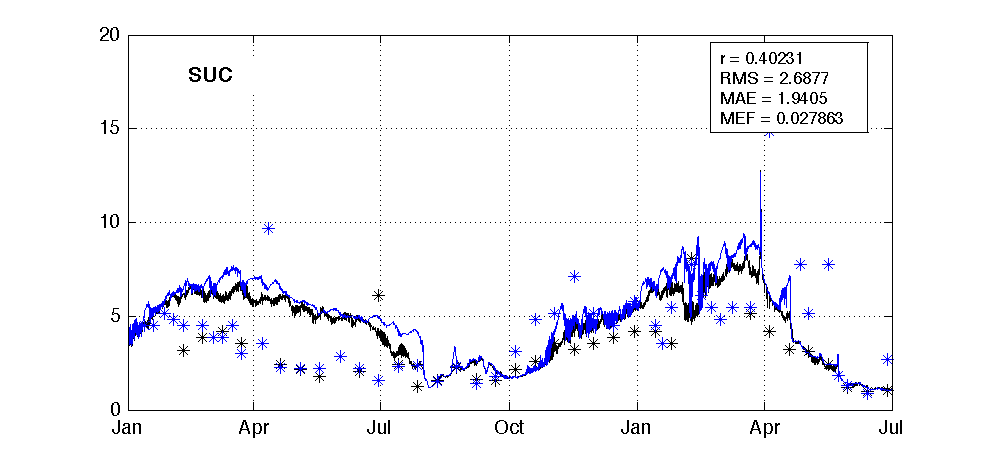 20
SUC
r = 0.40231
RMS = 2.6877
MAE = 1.9405
MEF = 0.027863
15
10
5
0
Jan Apr Jul Oct Jan Apr Jul